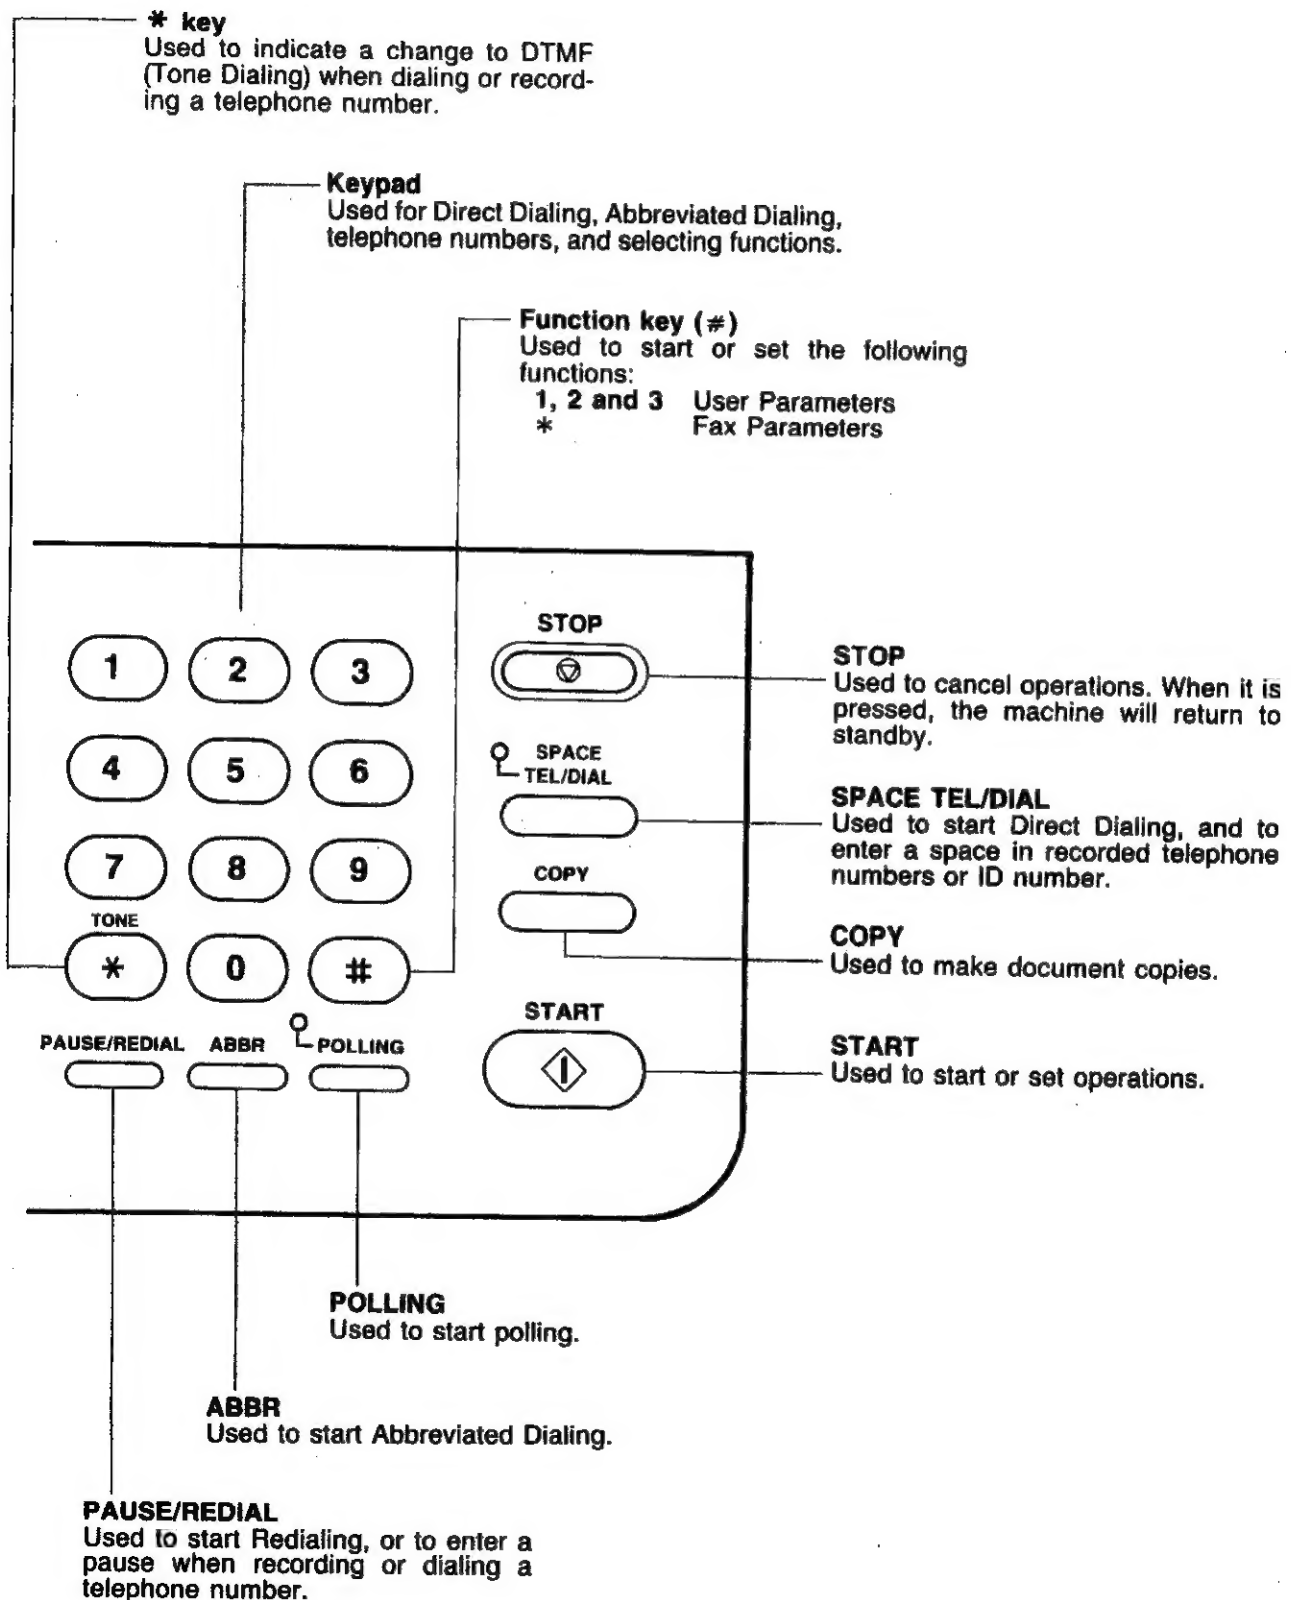 * key
Used to indicate a change to DTMF
(Tone Dialing) when dialing or record-
ing a telephone number.
Keypad
Used for Direct Dialing, Abbreviated Dialing,
telephone numbers, and selecting functions.
Function key (#)
Used to start or set the following
functions:
1, 2 and 3 User Parameters
* Fax Parameters
1 2 3
4 5 6
7 8 9
TONE
* 0 #
PAUSE/REDIAL ABBR POLLING
STOP
SPACE
TEL/DIAL
COPY
START
STOP
Used to cancel operations. When it is
pressed, the machine will return to
standby.
SPACE TEL/DIAL
Used to start Direct Dialing, and to
enter a space in recorded telephone
numbers or ID number.
COPY
Used to make document copies.
START
Used to start or set operations.
POLLING
Used to start polling.
ABBR
Used to start Abbreviated Dialing.
PAUSE/REDIAL
Used to start Redialing, or to enter a
pause when recording or dialing a
telephone number.